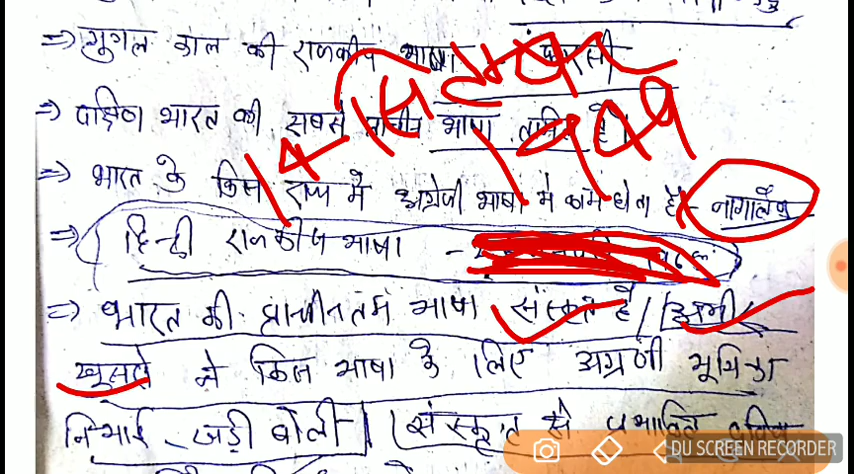 ⇒ मुगल काल की राजकीय भाषा फारसी
⇒ दक्षिण भारत की सबसे प्राचीन भाषा तमिल है।
14 सितम्बर 1949
⇒ भारत के किस राज्य में अंग्रेजी भाषा में काम होता है - नागालैण्ड
⇒ हिन्दी राजकीय भाषा -
⇒ भारत की प्राचीनतम भाषा संस्कृत है / अमीर
खुसरो ने किस भाषा के लिए अग्रणी भूमिका
निभाई - खड़ी बोली (संस्कृत से प्रभावित
DU SCREEN RECORDER